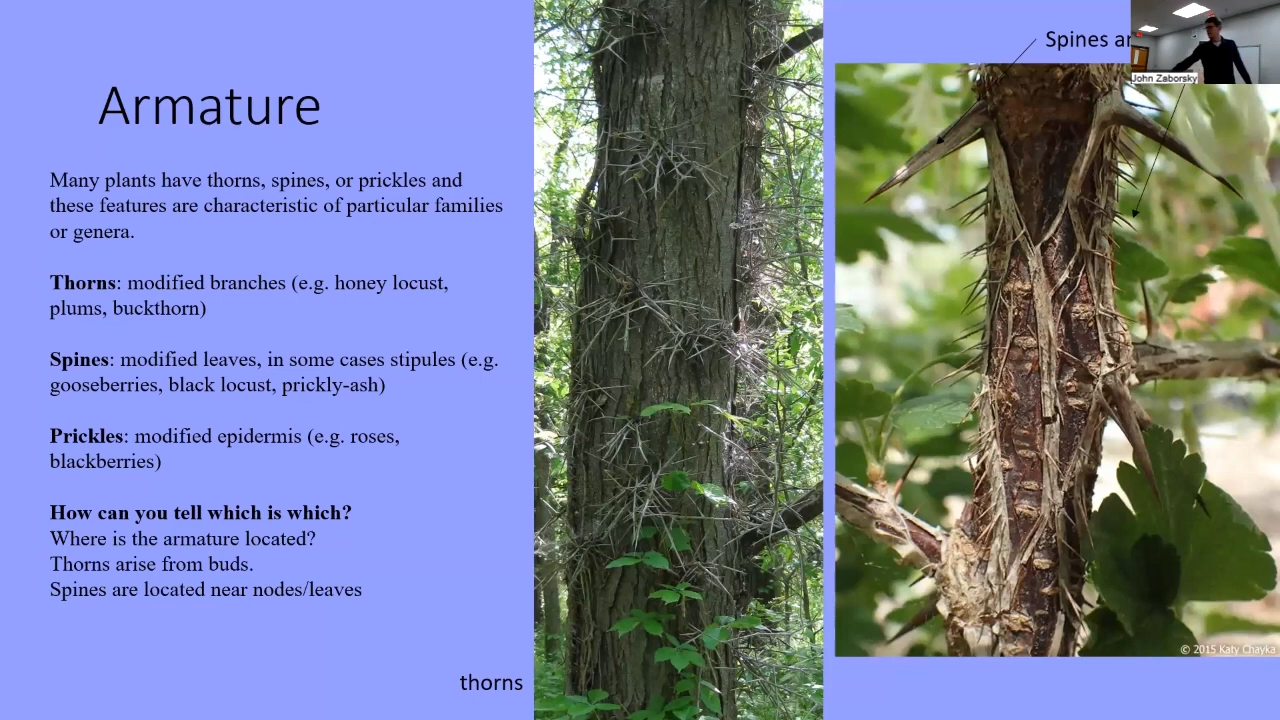 Armature
Many plants have thorns, spines, or prickles and
these features are characteristic of particular families
or genera.
Thorns: modified branches (e.g. honey locust,
plums, buckthorn)
Spines: modified leaves, in some cases stipules (e.g.
gooseberries, black locust, prickly-ash)
Prickles: modified epidermis (e.g. roses,
blackberries)
How can you tell which is which?
Where is the armature located?
Thorns arise from buds.
Spines are located near nodes/leaves
thorns
Spines
John Zaborsky
© 2015 Katy Chayka